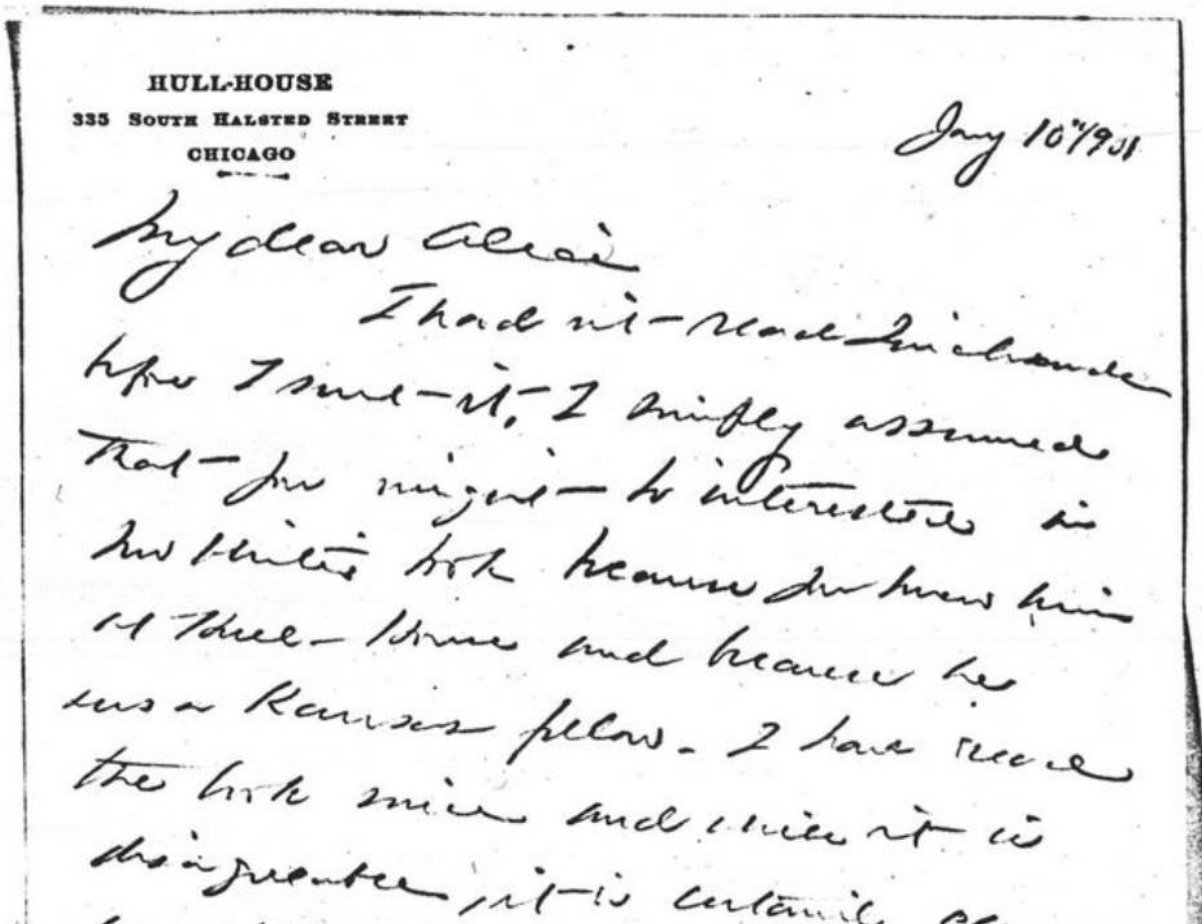 HULL-HOUSE
335 SOUTH HALSTED STREET
CHICAGO
Jany 10"/901
My dear Alice
I had not read
before I sent it, I simply assumed
that you might be interested in
book because you knew him
at Hull-House and because he
was a Kansas fellow. I have read
the book since and while it is
disagreeable, it is certainly